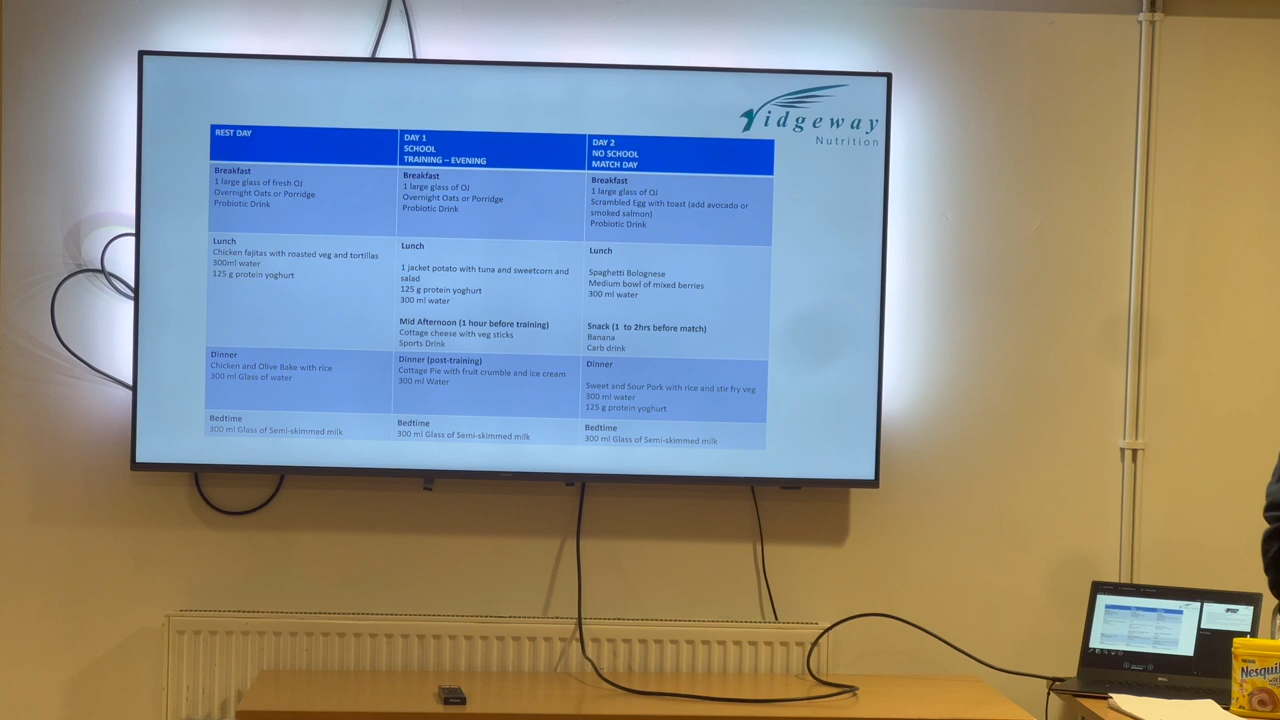 Ridgeway
Nutrition
REST DAY
Breakfast
1 large glass of fresh OJ
Overnight Oats or Porridge
Probiotic Drink
Lunch
Chicken fajitas with roasted veg and tortillas
300ml water
125 g protein yoghurt
Dinner
Chicken and Olive Bake with rice
300 ml Glass of water
Bedtime
300 ml Glass of Semi-skimmed milk
DAY 1
SCHOOL
TRAINING – EVENING
Breakfast
1 large glass of OJ
Overnight Oats or Porridge
Probiotic Drink
Lunch
1 jacket potato with tuna and sweetcorn and
salad
125 g protein yoghurt
300 ml water
Mid Afternoon (1 hour before training)
Cottage cheese with veg sticks
Sports Drink
Dinner (post-training)
Cottage Pie with fruit crumble and ice cream
300 ml Water
Bedtime
300 ml Glass of Semi-skimmed milk
DAY 2
NO SCHOOL
MATCH DAY
Breakfast
1 large glass of OJ
Scrambled Egg with toast (add avocado or
smoked salmon)
Probiotic Drink
Lunch
Spaghetti Bolognese
Medium bowl of mixed berries
300 ml water
Snack (1 to 2hrs before match)
Banana
Carb drink
Dinner
Sweet and Sour Pork with rice and stir fry veg
300 ml water
125 g protein yoghurt
Bedtime
300 ml Glass of Semi-skimmed milk
DELL
Nesqui